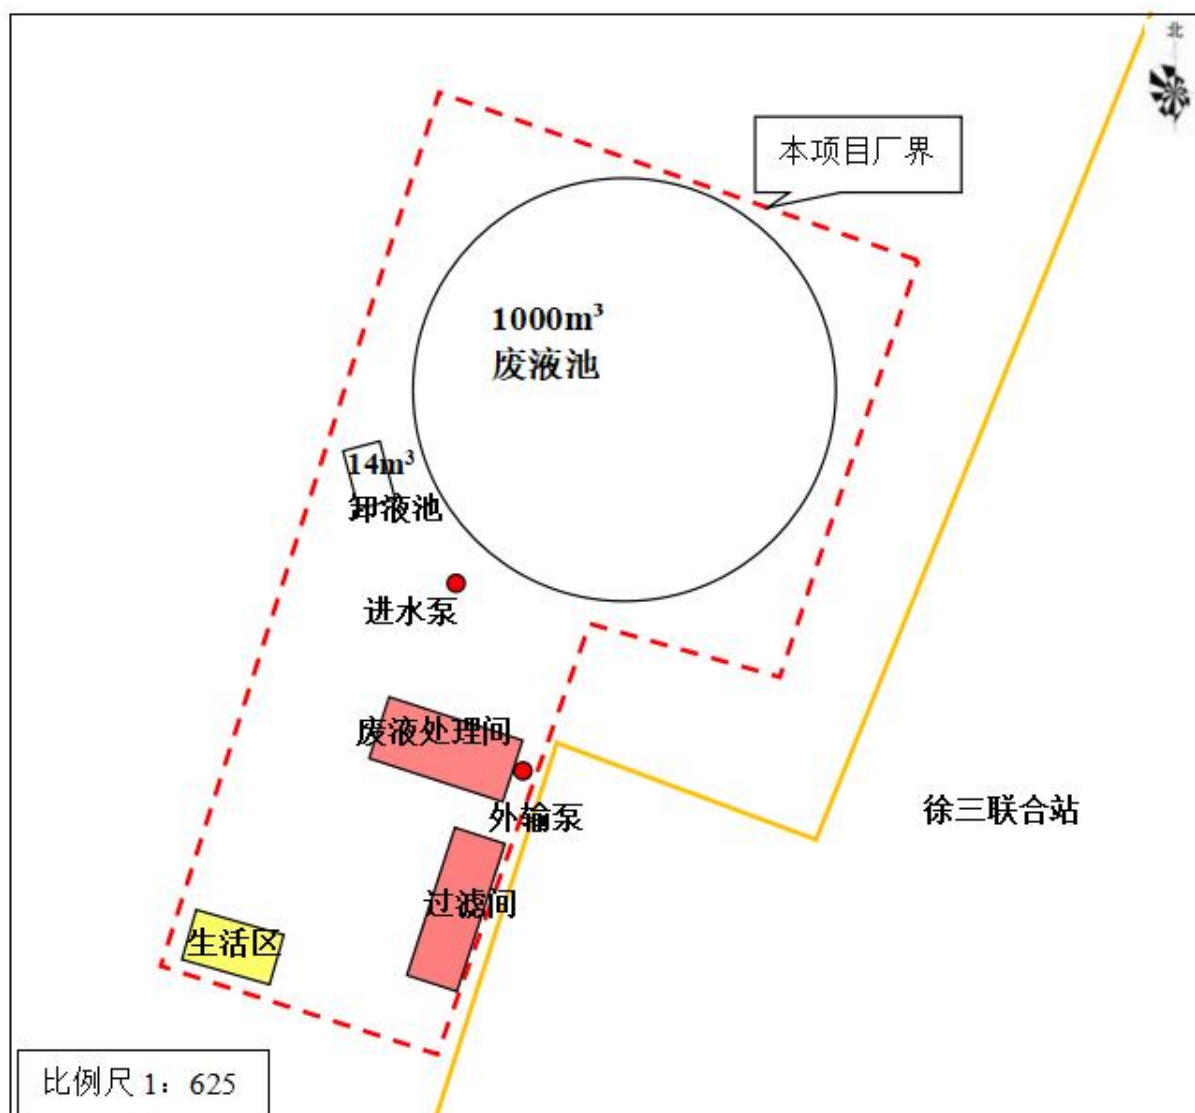 北
本项目厂界
1000m³
废液池
14m³
卸液池
进水泵
废液处理间
外输泵
徐三联合站
过滤间
生活区
比例尺 1：625